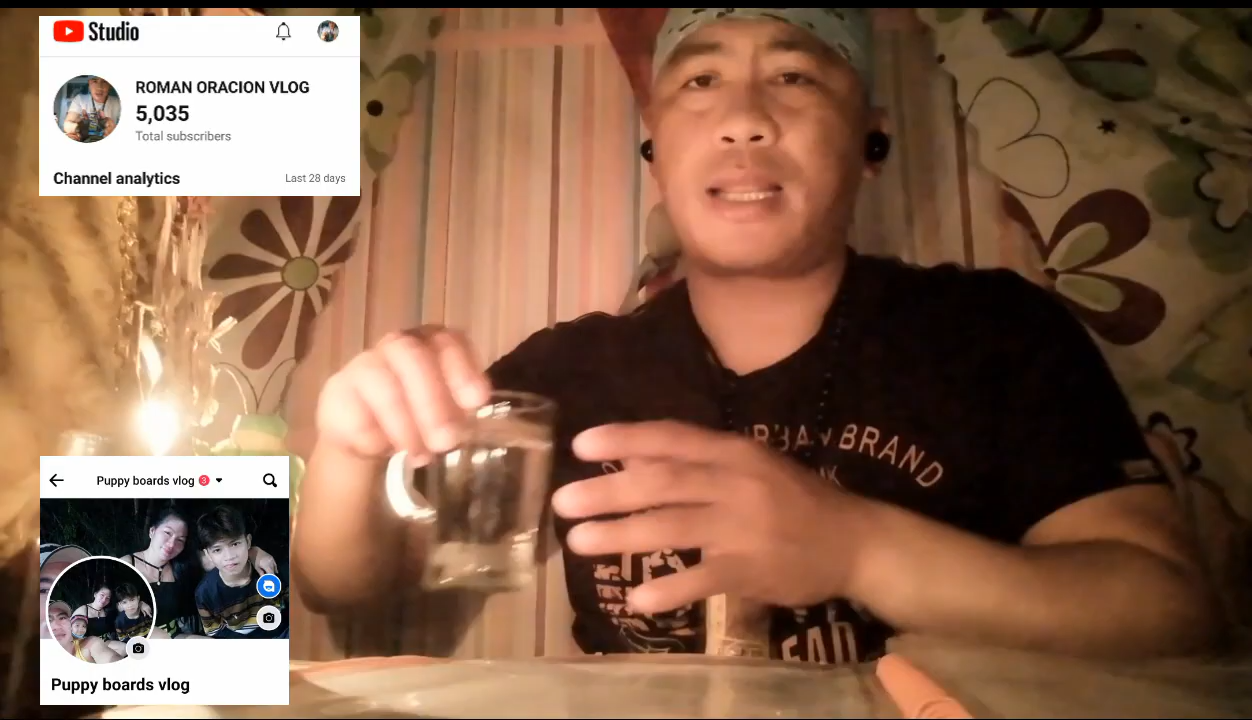 Studio
ROMAN ORACION VLOG
5,035
Total subscribers
Channel analytics
Last 28 days
BRAND
Puppy boards vlog 3
Puppy boards vlog